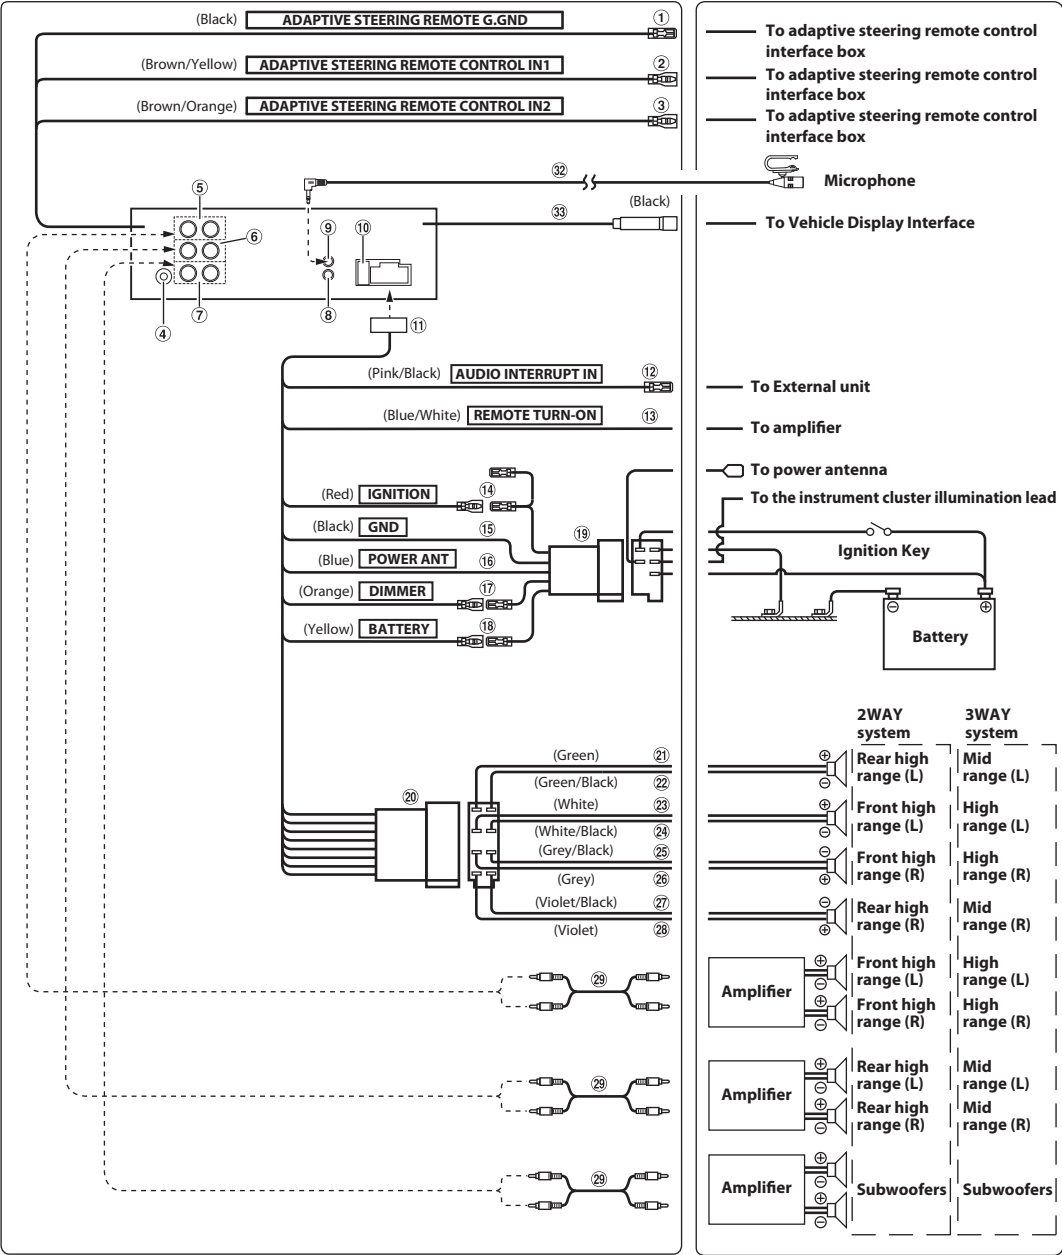 (Black) ADAPTIVE STEERING REMOTE G.GND ①
To adaptive steering remote control
interface box
(Brown/Yellow) ADAPTIVE STEERING REMOTE CONTROL IN1 ②
To adaptive steering remote control
interface box
(Brown/Orange) ADAPTIVE STEERING REMOTE CONTROL IN2 ③
To adaptive steering remote control
interface box
㉜
Microphone
(Black)
㉝
To Vehicle Display Interface
⑤
⑥
⑨
⑩
④
⑦
⑧
⑪
(Pink/Black) AUDIO INTERRUPT IN ⑫
To External unit
(Blue/White) REMOTE TURN-ON ⑬
To amplifier
To power antenna
To the instrument cluster illumination lead
(Red) IGNITION ⑭
(Black) GND ⑮
⑲
Ignition Key
(Blue) POWER ANT ⑯
(Orange) DIMMER ⑰
(Yellow) BATTERY ⑱
⊖ ⊕
Battery
2WAY
system
3WAY
system
(Green) ㉑
(Green/Black) ㉒
⊕
⊖
Rear high
range (L)
Mid
range (L)
⑳
(White) ㉓
(White/Black) ㉔
⊕
⊖
Front high
range (L)
High
range (L)
(Grey/Black) ㉕
(Grey) ㉖
⊖
⊕
Front high
range (R)
High
range (R)
(Violet/Black) ㉗
(Violet) ㉘
⊖
⊕
Rear high
range (R)
Mid
range (R)
㉙
Amplifier
⊕
⊖
Front high
range (L)
High
range (L)
⊕
⊖
Front high
range (R)
High
range (R)
㉙
Amplifier
⊕
⊖
Rear high
range (L)
Mid
range (L)
⊕
⊖
Rear high
range (R)
Mid
range (R)
㉙
Amplifier
⊕
⊖
⊕
⊖
Subwoofers
Subwoofers